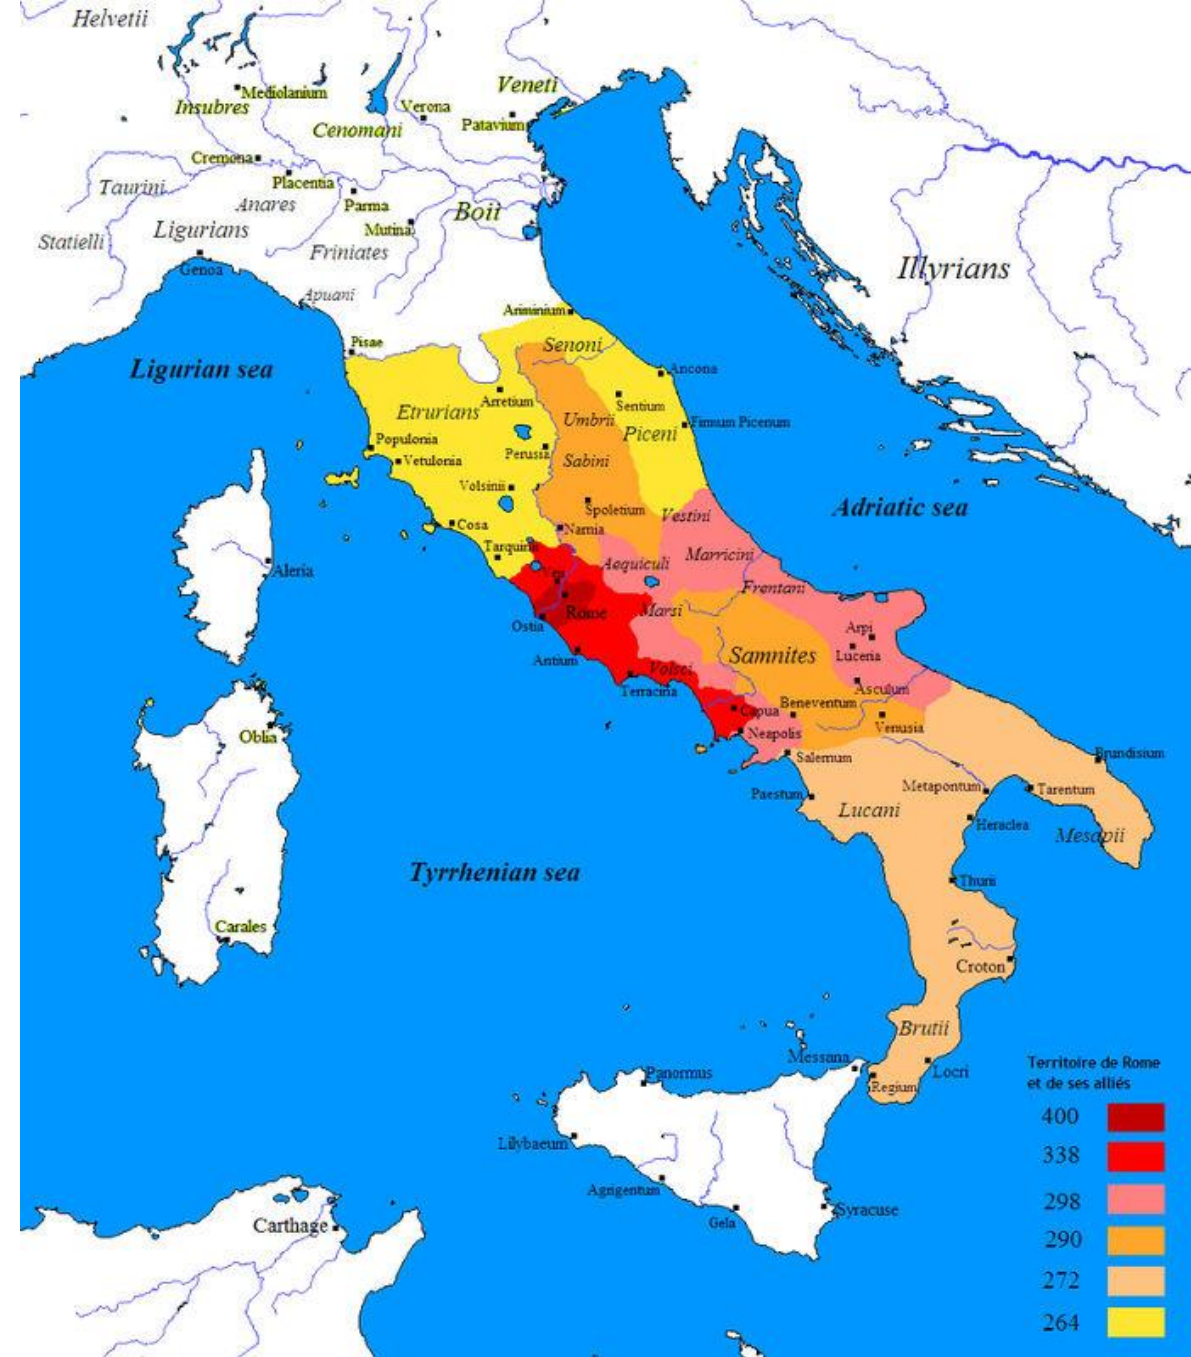 Helvetii
Mediolanium
Insubres
Veneti
Verona
Patavium
Cenomani
Cremona
Placentia
Taurini
Anares
Parma
Boii
Mutina
Ligurians
Statielli
Friniates
Genoa
Apuani
Illyrians
Ariminium
Pisae
Senoni
Ligurian sea
Ancona
Arretium
Sentium
Etrurians
Umbrii
Firmum Picenum
Piceni
Populonia
Perusia
Vetulonia
Sabini
Volsinii
Spoletium
Adriatic sea
Vestini
Cosa
Narnia
Tarquinii
Marricini
Aequiculi
Aleria
Frentani
Rome
Marsi
Ostia
Arpi
Antium
Samnites
Luceria
Volsci
Terracina
Asculum
Beneventum
Capua
Venusia
Neapolis
Oblia
Salernum
Brundisium
Paestum
Metapontum
Tarentum
Lucani
Heraclea
Mesapii
Tyrrhenian sea
Thurii
Carales
Croton
Brutii
Messana
Locri
Panormus
Regium
Lilybaeum
Agrigentum
Gela
Syracuse
Carthage
Territoire de Rome
et de ses alliés
400
338
298
290
272
264